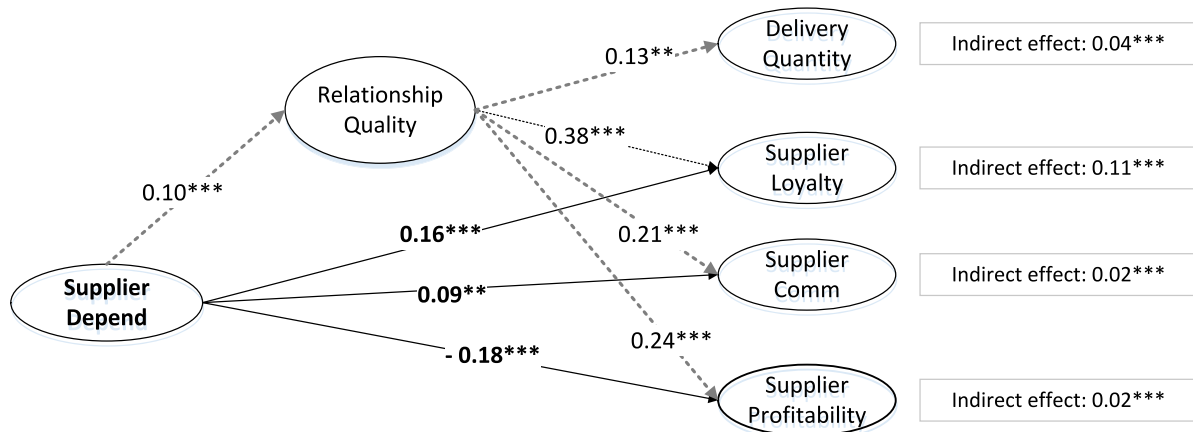 Delivery
Quantity
Indirect effect: 0.04***
0.13**
Relationship
Quality
0.38***
Supplier
Loyalty
Indirect effect: 0.11***
0.10***
0.16***
0.21***
Supplier
Comm
Indirect effect: 0.02***
Supplier
Depend
0.09**
0.24***
- 0.18***
Supplier
Profitability
Indirect effect: 0.02***